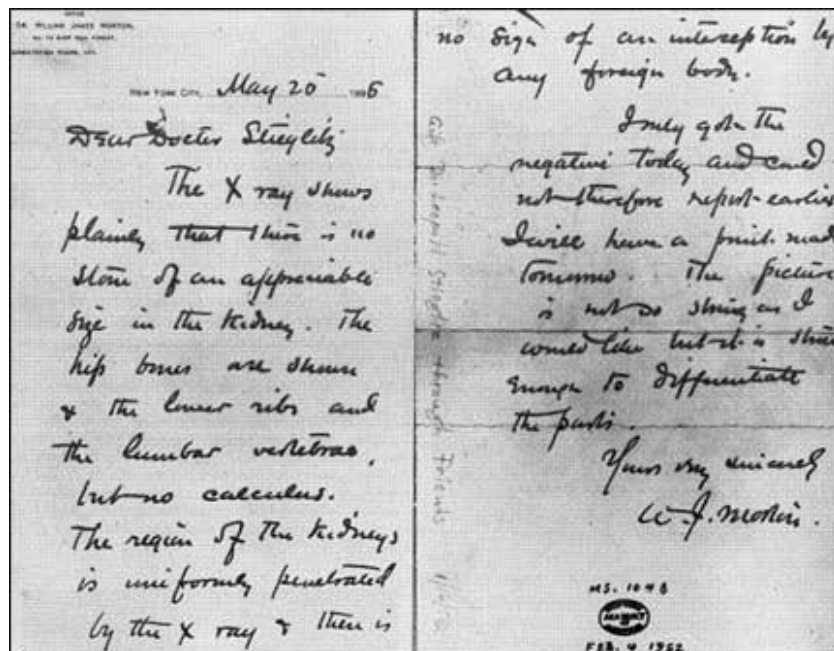 OFFICE
DR. WILLIAM JAMES MORTON,
NEW YORK CITY, May 25 1896
Dear Doctor Stieglitz
The X ray shows
plainly that there is no
stone of an appreciable
size in the kidney. The
hip bones are shown
& the lower ribs and
the lumbar vertebrae,
but no calculus.
The region of the kidneys
is uniformly penetrated
by the X ray & there is
no sign of an interception by
any foreign body.
I only got the
negative today and could
not therefore report earlier
I will have a print made
tomorrow. The picture
is not so strong as I
would like but it is strong
enough to differentiate
the parts.
Yours very sincerely
W. J. Morton.
through Friends
MS. 1048
FEB. 4 1952